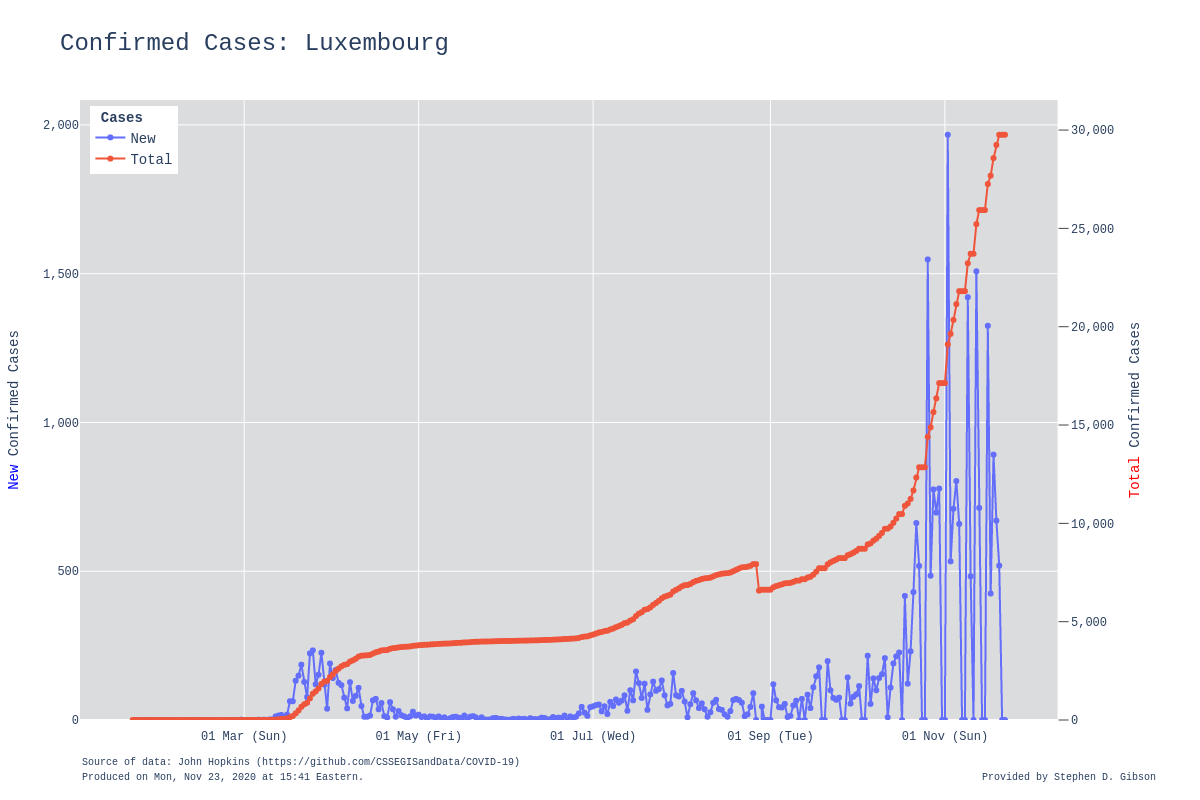 Confirmed Cases: Luxembourg
Cases
New
Total
2,000
1,500
1,000
500
0
New Confirmed Cases
30,000
25,000
20,000
15,000
10,000
5,000
0
Total Confirmed Cases
01 Mar (Sun)
01 May (Fri)
01 Jul (Wed)
01 Sep (Tue)
01 Nov (Sun)
Source of data: John Hopkins (https://github.com/CSSEGISandData/COVID-19)
Produced on Mon, Nov 23, 2020 at 15:41 Eastern.
Provided by Stephen D. Gibson